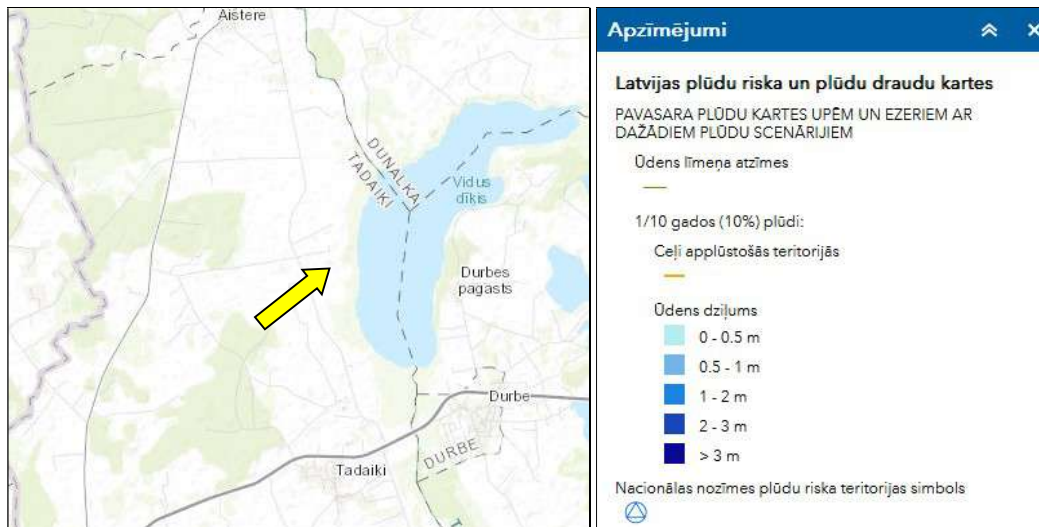 Aistere
DUNALKA
TADAIĶI
Vidus
dīķis
Durbes
pagasts
Durbe
DURBE
Tadaiķi
Apzīmējumi
Latvijas plūdu riska un plūdu draudu kartes
PAVASARA PLŪDU KARTES UPĒM UN EZERIEM AR
DAŽĀDIEM PLŪDU SCENĀRIJIEM
Ūdens līmeņa atzīmes
1/10 gados (10%) plūdi:
Ceļi applūstošās teritorijās
Ūdens dziļums
0 - 0.5 m
0.5 - 1 m
1 - 2 m
2 - 3 m
> 3 m
Nacionālas nozīmes plūdu riska teritorijas simbols